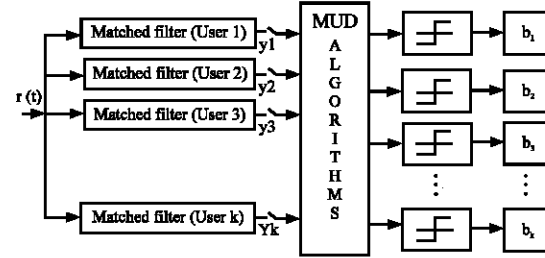 r (t)
Matched filter (User 1)
y1
Matched filter (User 2)
y2
Matched filter (User 3)
y3
Matched filter (User k)
Yk
MUD
A
L
G
O
R
I
T
H
M
S
b1
b2
b3
bk